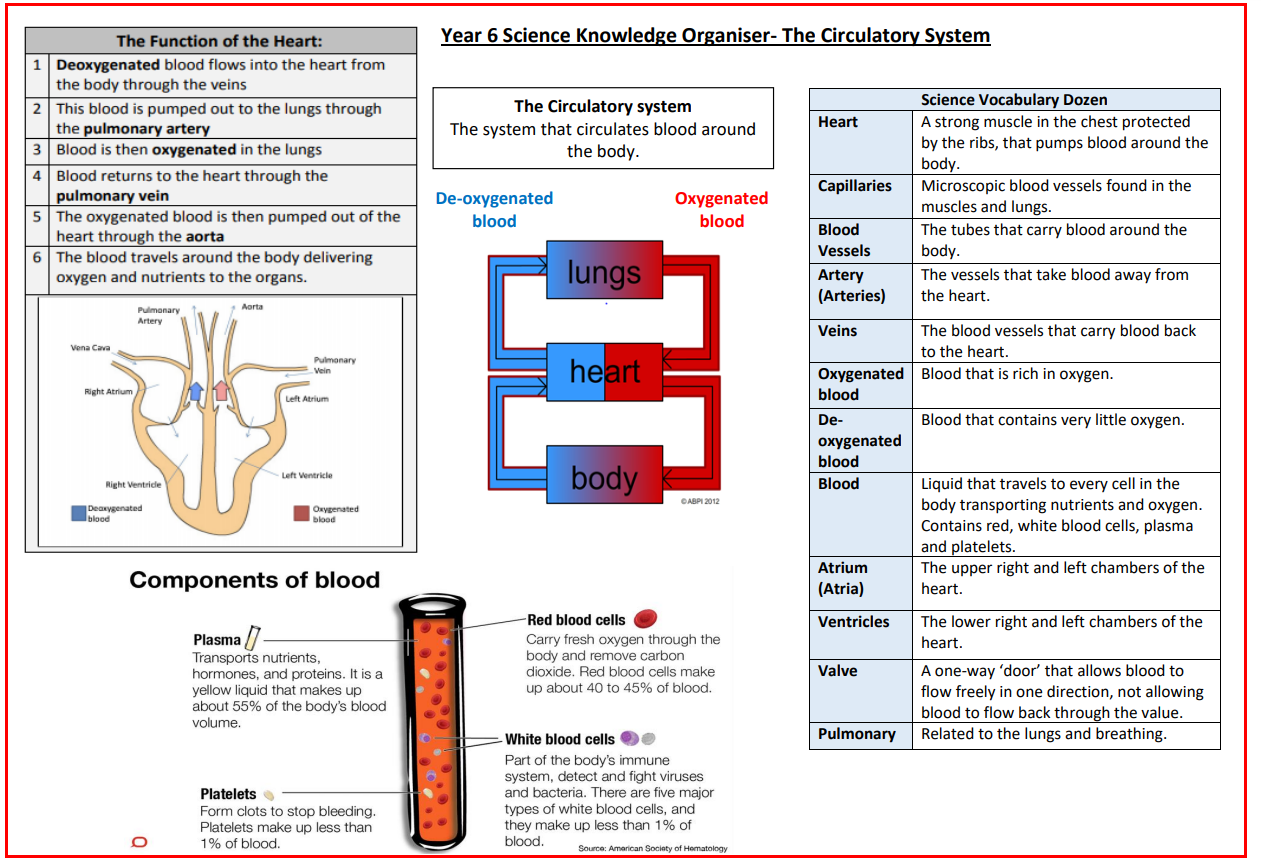 Year 6 Science Knowledge Organiser- The Circulatory System
The Function of the Heart:
1 Deoxygenated blood flows into the heart from
the body through the veins
2 This blood is pumped out to the lungs through
the pulmonary artery
3 Blood is then oxygenated in the lungs
4 Blood returns to the heart through the
pulmonary vein
5 The oxygenated blood is then pumped out of the
heart through the aorta
6 The blood travels around the body delivering
oxygen and nutrients to the organs.
Pulmonary
Artery
Aorta
Vena Cava
Pulmonary
Vein
Right Atrium
Left Atrium
Left Ventricle
Right Ventricle
Deoxygenated
blood
Oxygenated
blood
The Circulatory system
The system that circulates blood around
the body.
De-oxygenated
blood
Oxygenated
blood
lungs
heart
body
© ABPI 2012
Components of blood
Plasma
Transports nutrients,
hormones, and proteins. It is a
yellow liquid that makes up
about 55% of the body's blood
volume.
Platelets
Form clots to stop bleeding.
Platelets make up less than
1% of blood.
Red blood cells
Carry fresh oxygen through the
body and remove carbon
dioxide. Red blood cells make
up about 40 to 45% of blood.
White blood cells
Part of the body's immune
system, detect and fight viruses
and bacteria. There are five major
types of white blood cells, and
they make up less than 1% of
blood.
Source: American Society of Hematology
Science Vocabulary Dozen
Heart A strong muscle in the chest protected
by the ribs, that pumps blood around the
body.
Capillaries Microscopic blood vessels found in the
muscles and lungs.
Blood The tubes that carry blood around the
Vessels body.
Artery The vessels that take blood away from
(Arteries) the heart.
Veins The blood vessels that carry blood back
to the heart.
Oxygenated Blood that is rich in oxygen.
blood
De- Blood that contains very little oxygen.
oxygenated
blood
Blood Liquid that travels to every cell in the
body transporting nutrients and oxygen.
Contains red, white blood cells, plasma
and platelets.
Atrium The upper right and left chambers of the
(Atria) heart.
Ventricles The lower right and left chambers of the
heart.
Valve A one-way 'door' that allows blood to
flow freely in one direction, not allowing
blood to flow back through the value.
Pulmonary Related to the lungs and breathing.